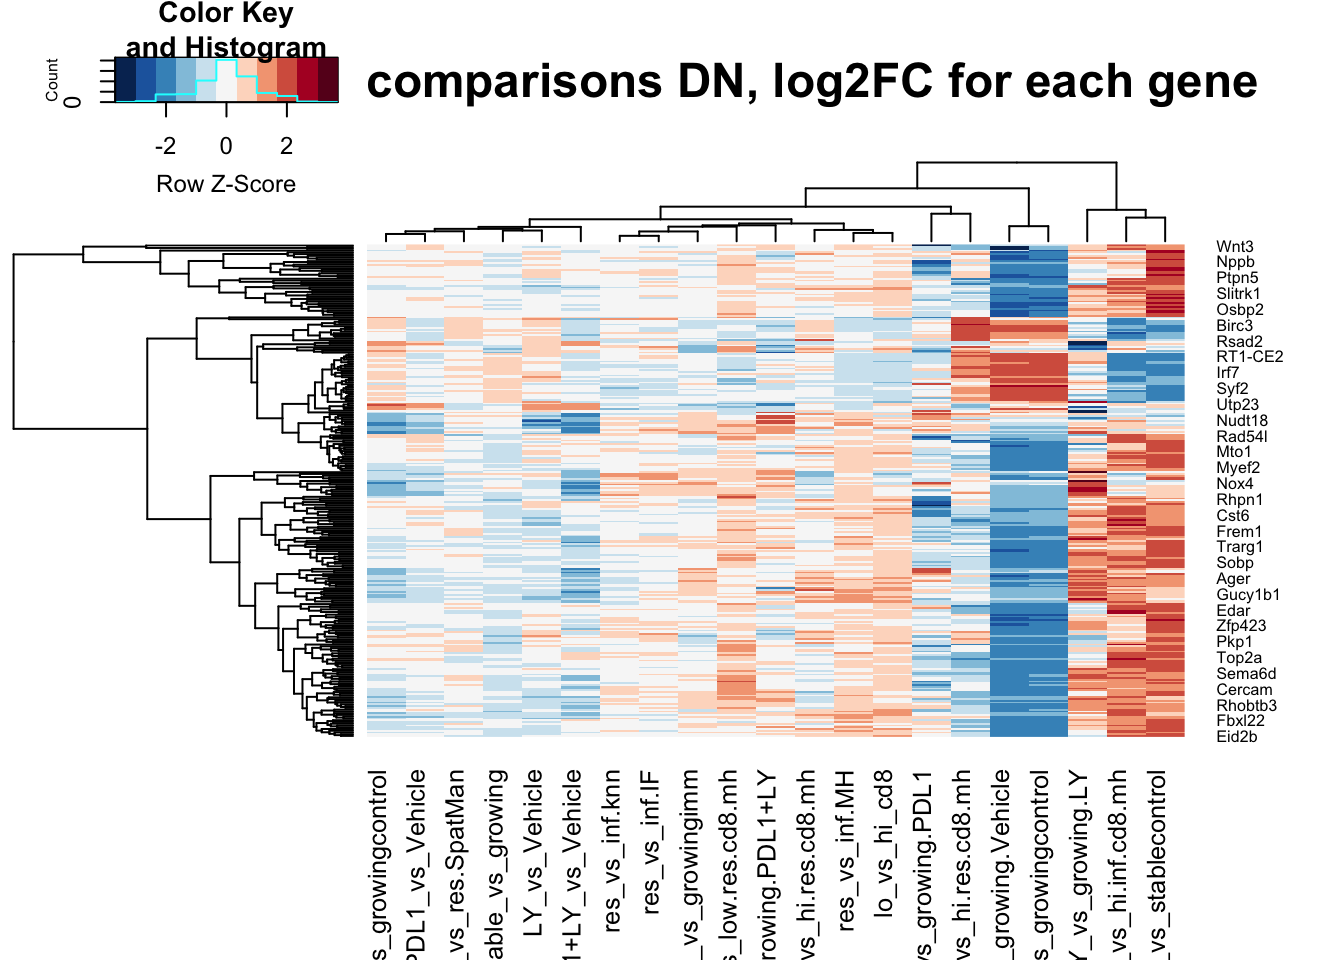 Color Key
and Histogram
Count
0
-2 0 2
Row Z-Score
comparisons DN, log2FC for each gene
Wnt3
Nppb
Ptpn5
Slitrk1
Osbp2
Birc3
Rsad2
RT1-CE2
Irf7
Syf2
Utp23
Nudt18
Rad54l
Mto1
Myef2
Nox4
Rhpn1
Cst6
Frem1
Trarg1
Sobp
Ager
Gucy1b1
Edar
Zfp423
Pkp1
Top2a
Sema6d
Cercam
Rhobtb3
Fbxl22
Eid2b
s_growingcontrol
PDL1_vs_Vehicle
_vs_res.SpatMan
able_vs_growing
LY_vs_Vehicle
1+LY_vs_Vehicle
res_vs_inf.knn
res_vs_inf.IF
_vs_growingimm
s_low.res.cd8.mh
rowing.PDL1+LY
vs_hi.res.cd8.mh
res_vs_inf.MH
lo_vs_hi_cd8
vs_growing.PDL1
vs_hi.res.cd8.mh
_growing.Vehicle
s_growingcontrol
Y_vs_growing.LY
_vs_hi.inf.cd8.mh
_vs_stablecontrol